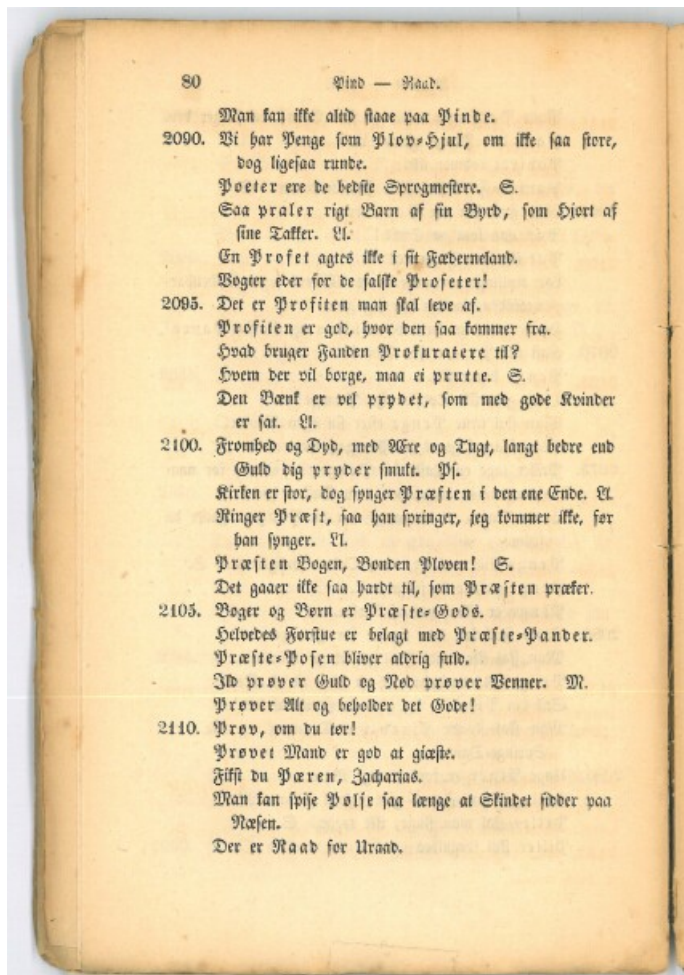 80 Pind — Raad.
Man kan ikke altid staae paa Pinde.
2090. Vi har Penge som Plov-Hjul, om ikke saa store,
dog ligesaa runde.
Poeter ere de bedste Sprogmestere. S.
Saa praler rigt Barn af sin Byrd, som Hjort af
sine Takker. Ll.
En Profet agtes ikke i sit Fæderneland.
Vogter eder for de falske Profeter!
2095. Det er Profiten man skal leve af.
Profiten er god, hvor den saa kommer fra.
Hvad bruger Fanden Prokuratere til?
Hvem der vil borge, maa ei prutte. S.
Den Bænk er vel prydet, som med gode Kvinder
er sat. Ll.
2100. Fromhed og Dyd, med Ære og Tugt, langt bedre end
Guld dig pryder smukt. Ps.
Kirken er stor, dog synger Præsten i den ene Ende. Ll.
Ringer Præst, saa han springer, jeg kommer ikke, før
han synger. Ll.
Præsten Bogen, Bonden Ploven! S.
Det gaaer ikke saa hardt til, som Præsten præker.
2105. Bøger og Børn er Præste-Gods.
Helvedes Forstue er belagt med Præste-Pander.
Præste-Posen bliver aldrig fuld.
Ild prøver Guld og Nød prøver Venner. M.
Prøver Alt og beholder det Gode!
2110. Prøv, om du tør!
Prøvet Mand er god at giæste.
Fikst du Pæren, Zacharias.
Man kan spise Pølse saa længe at Skindet sidder paa
Næsen.
Der er Raad for Uraad.